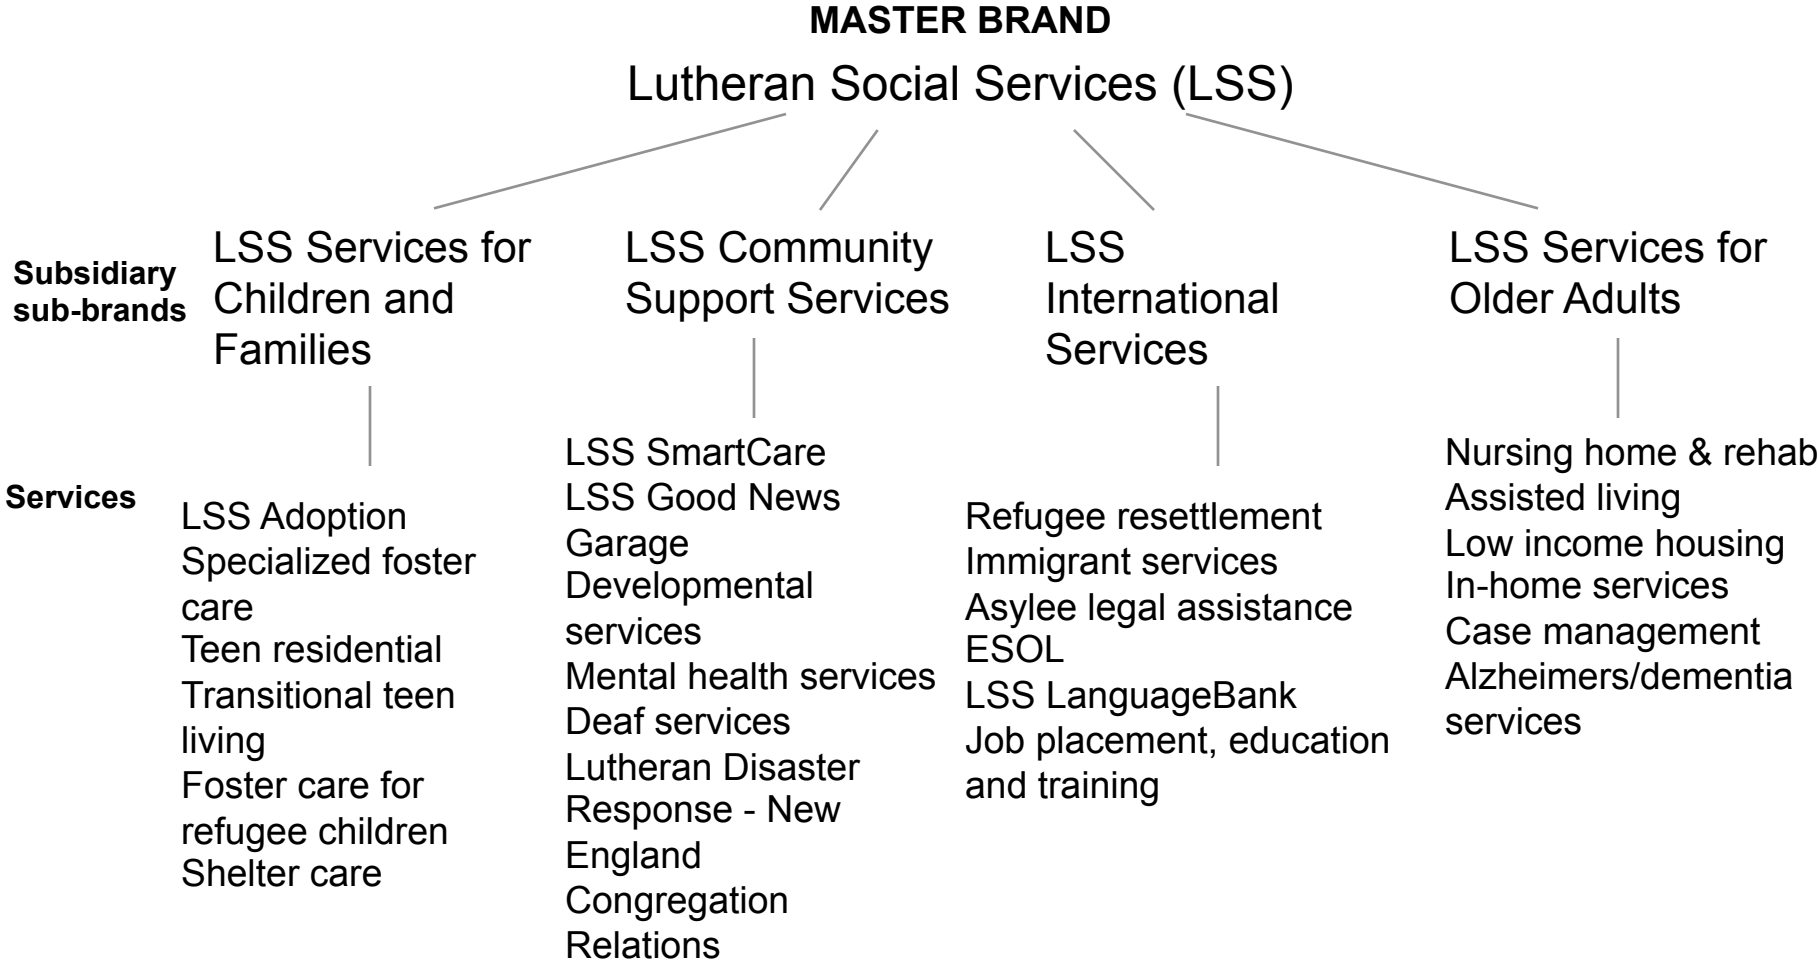 MASTER BRAND
Lutheran Social Services (LSS)
Subsidiary
sub-brands
LSS Services for
Children and
Families
LSS Community
Support Services
LSS
International
Services
LSS Services for
Older Adults
Services
LSS Adoption
Specialized foster
care
Teen residential
Transitional teen
living
Foster care for
refugee children
Shelter care
LSS SmartCare
LSS Good News
Garage
Developmental
services
Mental health services
Deaf services
Lutheran Disaster
Response - New
England
Congregation
Relations
Refugee resettlement
Immigrant services
Asylee legal assistance
ESOL
LSS LanguageBank
Job placement, education
and training
Nursing home & rehab
Assisted living
Low income housing
In-home services
Case management
Alzheimers/dementia
services